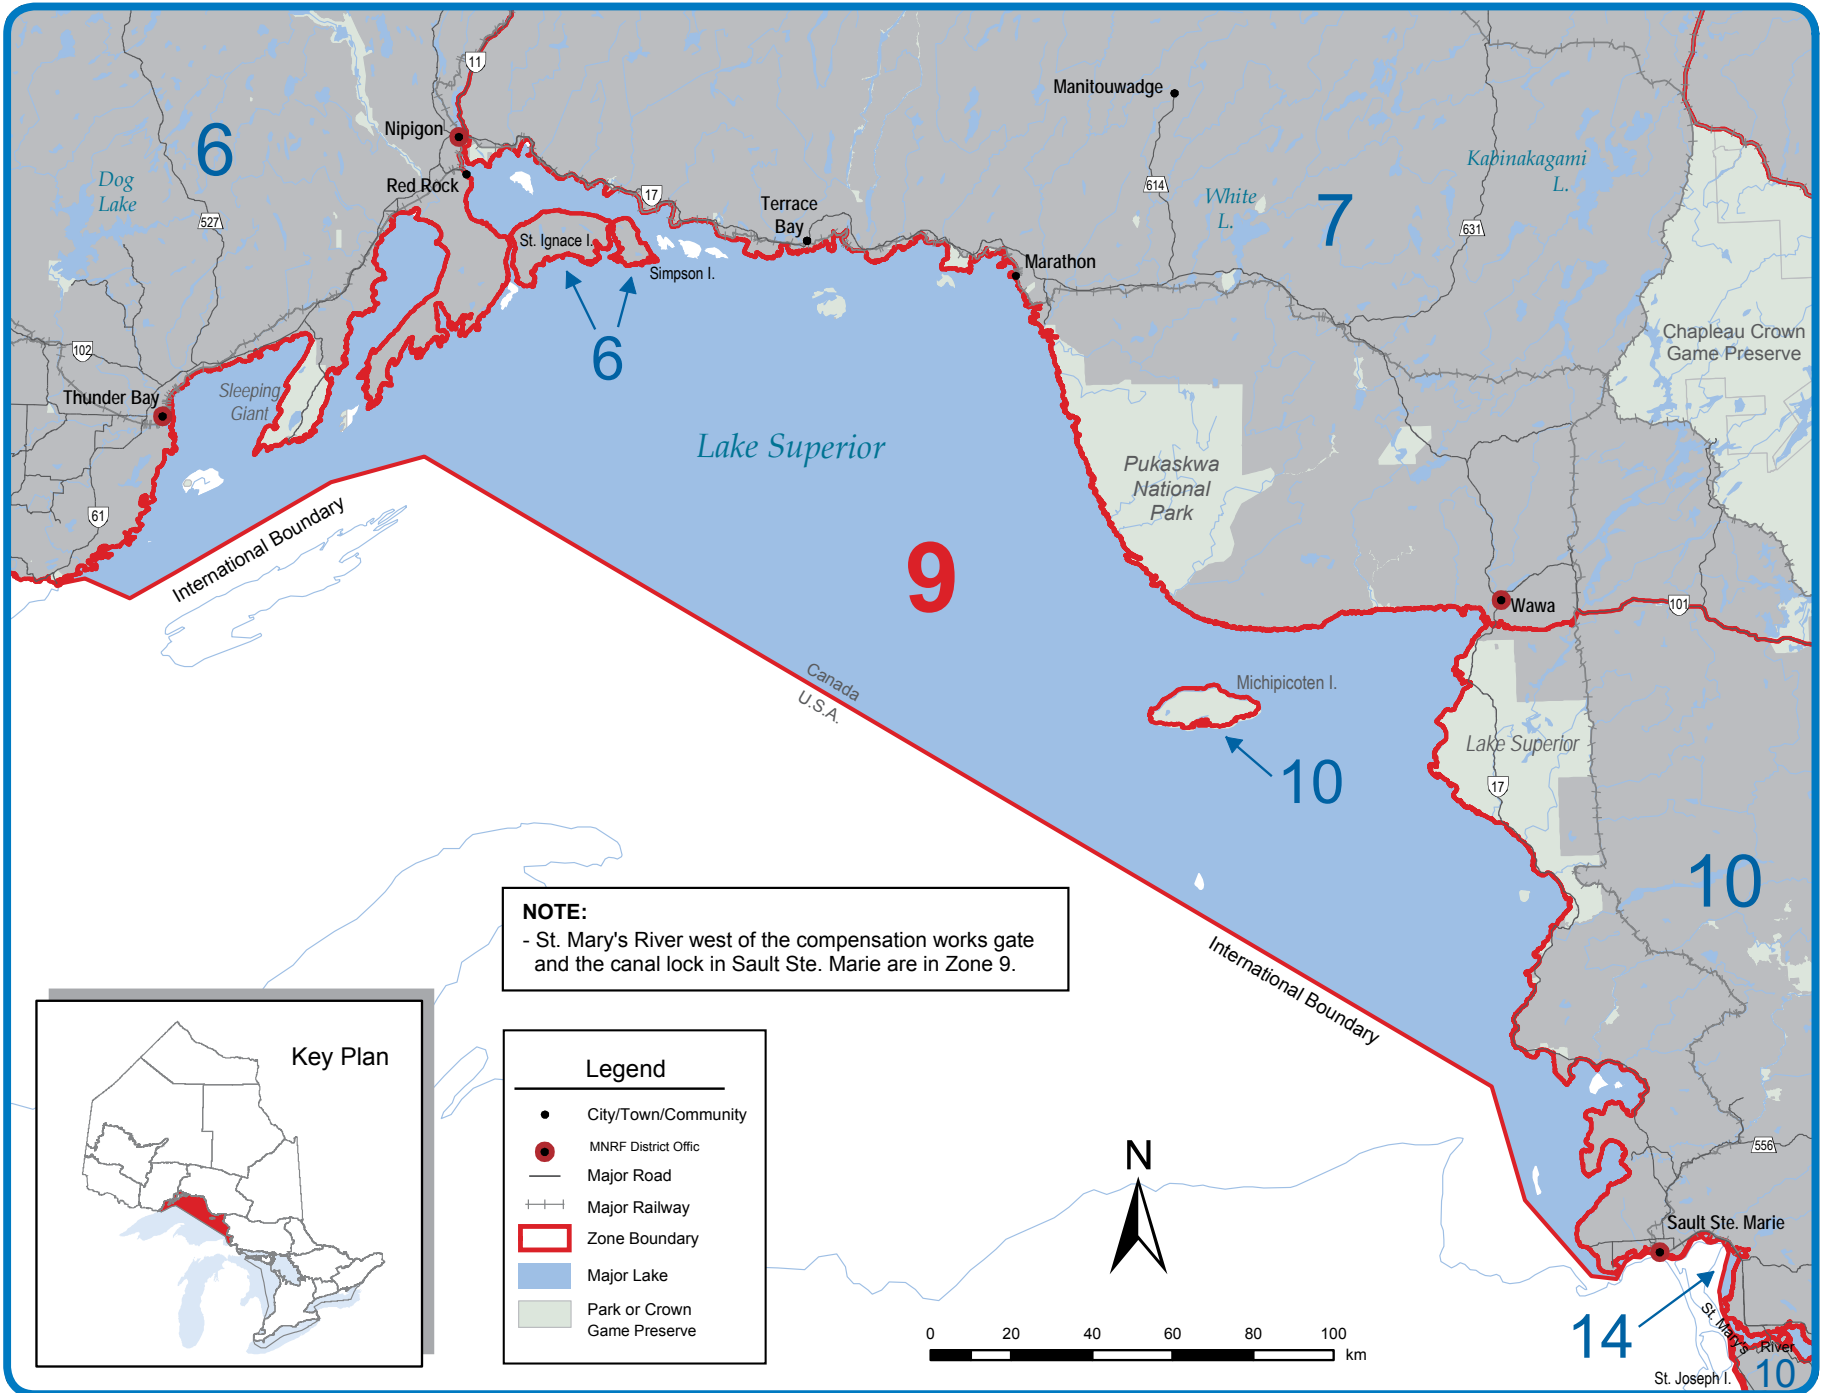 11
Manitouwadge
Nipigon
6
Kabinakagami
L.
Dog
Lake
Red Rock
17
614
White
L.
7
Terrace
Bay
527
631
St. Ignace I.
Simpson I.
Marathon
6
102
Chapleau Crown
Game Preserve
Thunder Bay
Sleeping
Giant
Lake Superior
Pukaskwa
National
Park
61
International Boundary
9
Wawa
101
Canada
U.S.A.
Michipicoten I.
10
Lake Superior
17
10
NOTE:
- St. Mary's River west of the compensation works gate
and the canal lock in Sault Ste. Marie are in Zone 9.
International Boundary
Key Plan
Legend
City/Town/Community
MNRF District Offic
Major Road
Major Railway
Zone Boundary
Major Lake
Park or Crown
Game Preserve
N
0 20 40 60 80 100
km
556
Sault Ste. Marie
14
St. Mary's
River
St. Joseph I.
10